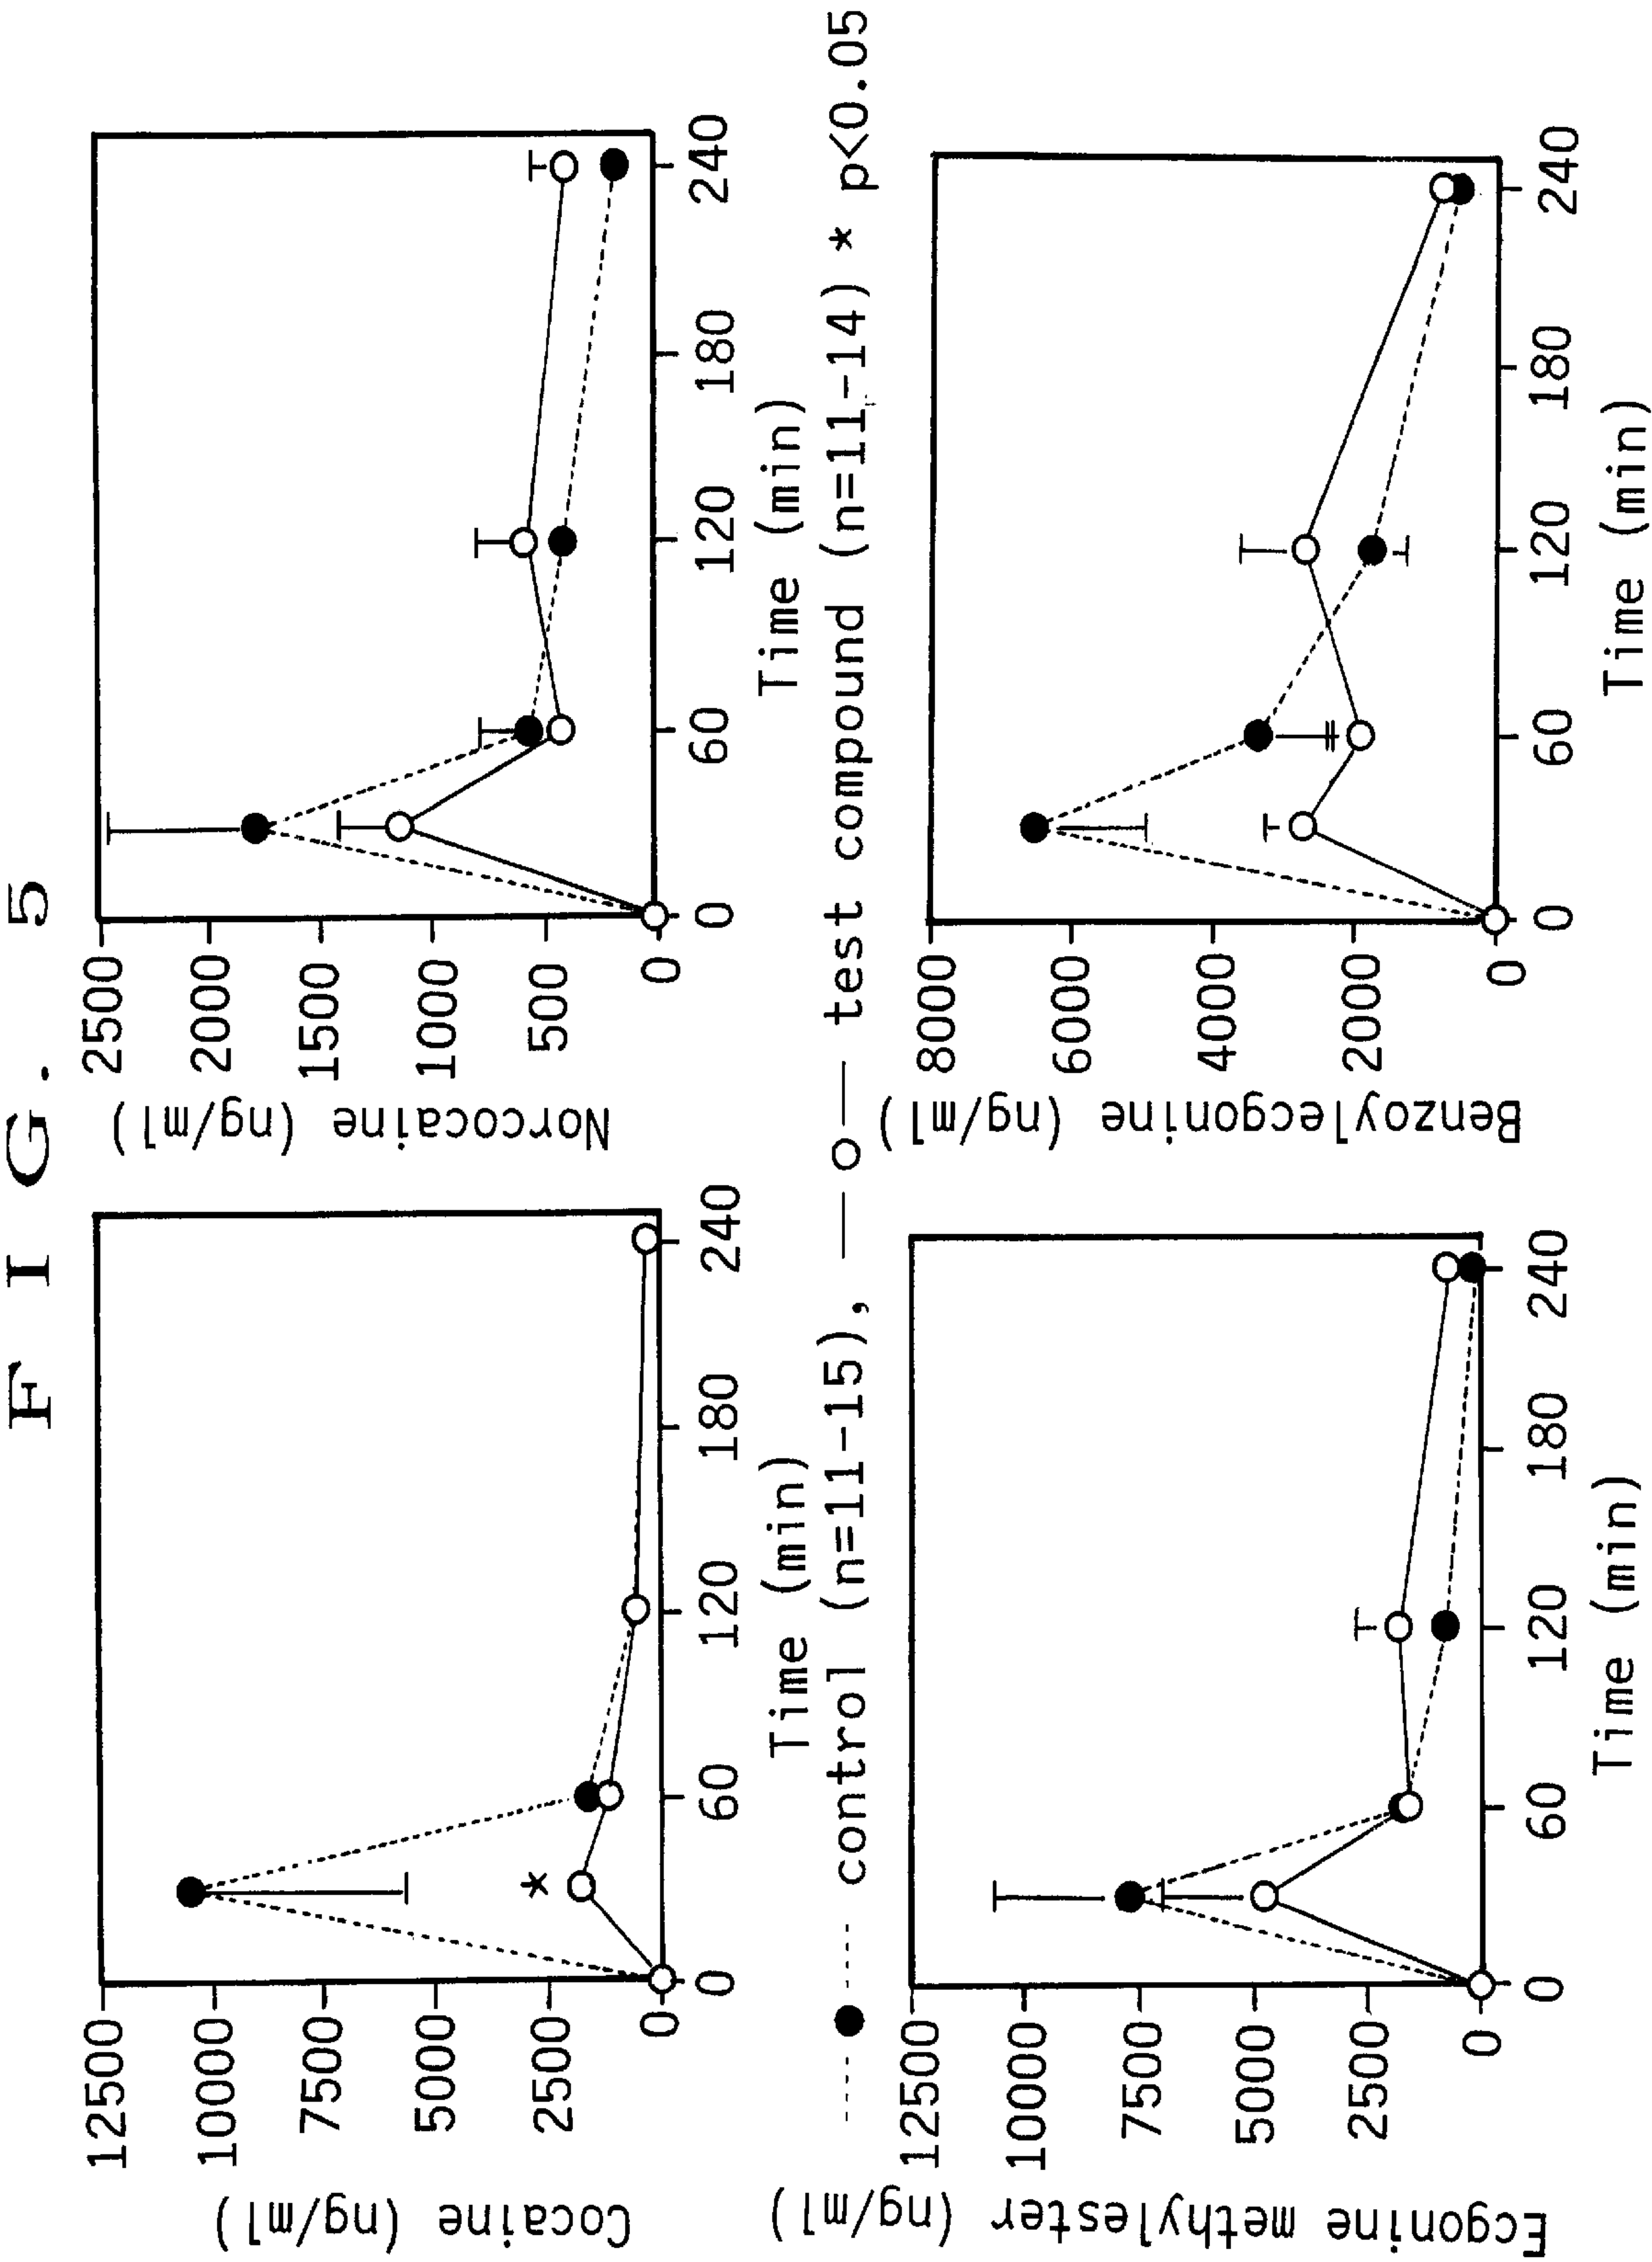 F I G. 5
Cocaine (ng/ml)
12500
10000
7500
5000
2500
0
*
0 60 120 180 240
Time (min)
Norcocaine (ng/ml)
2500
2000
1500
1000
500
0
0 60 120 180 240
Time (min)
--●-- control (n=11-15), —o— test compound (n=11-14) * p<0.05
Ecgonine methylester (ng/ml)
12500
10000
7500
5000
2500
0
0 60 120 180 240
Time (min)
Benzoylecgonine (ng/ml)
8000
6000
4000
2000
0
0 60 120 180 240
Time (min)